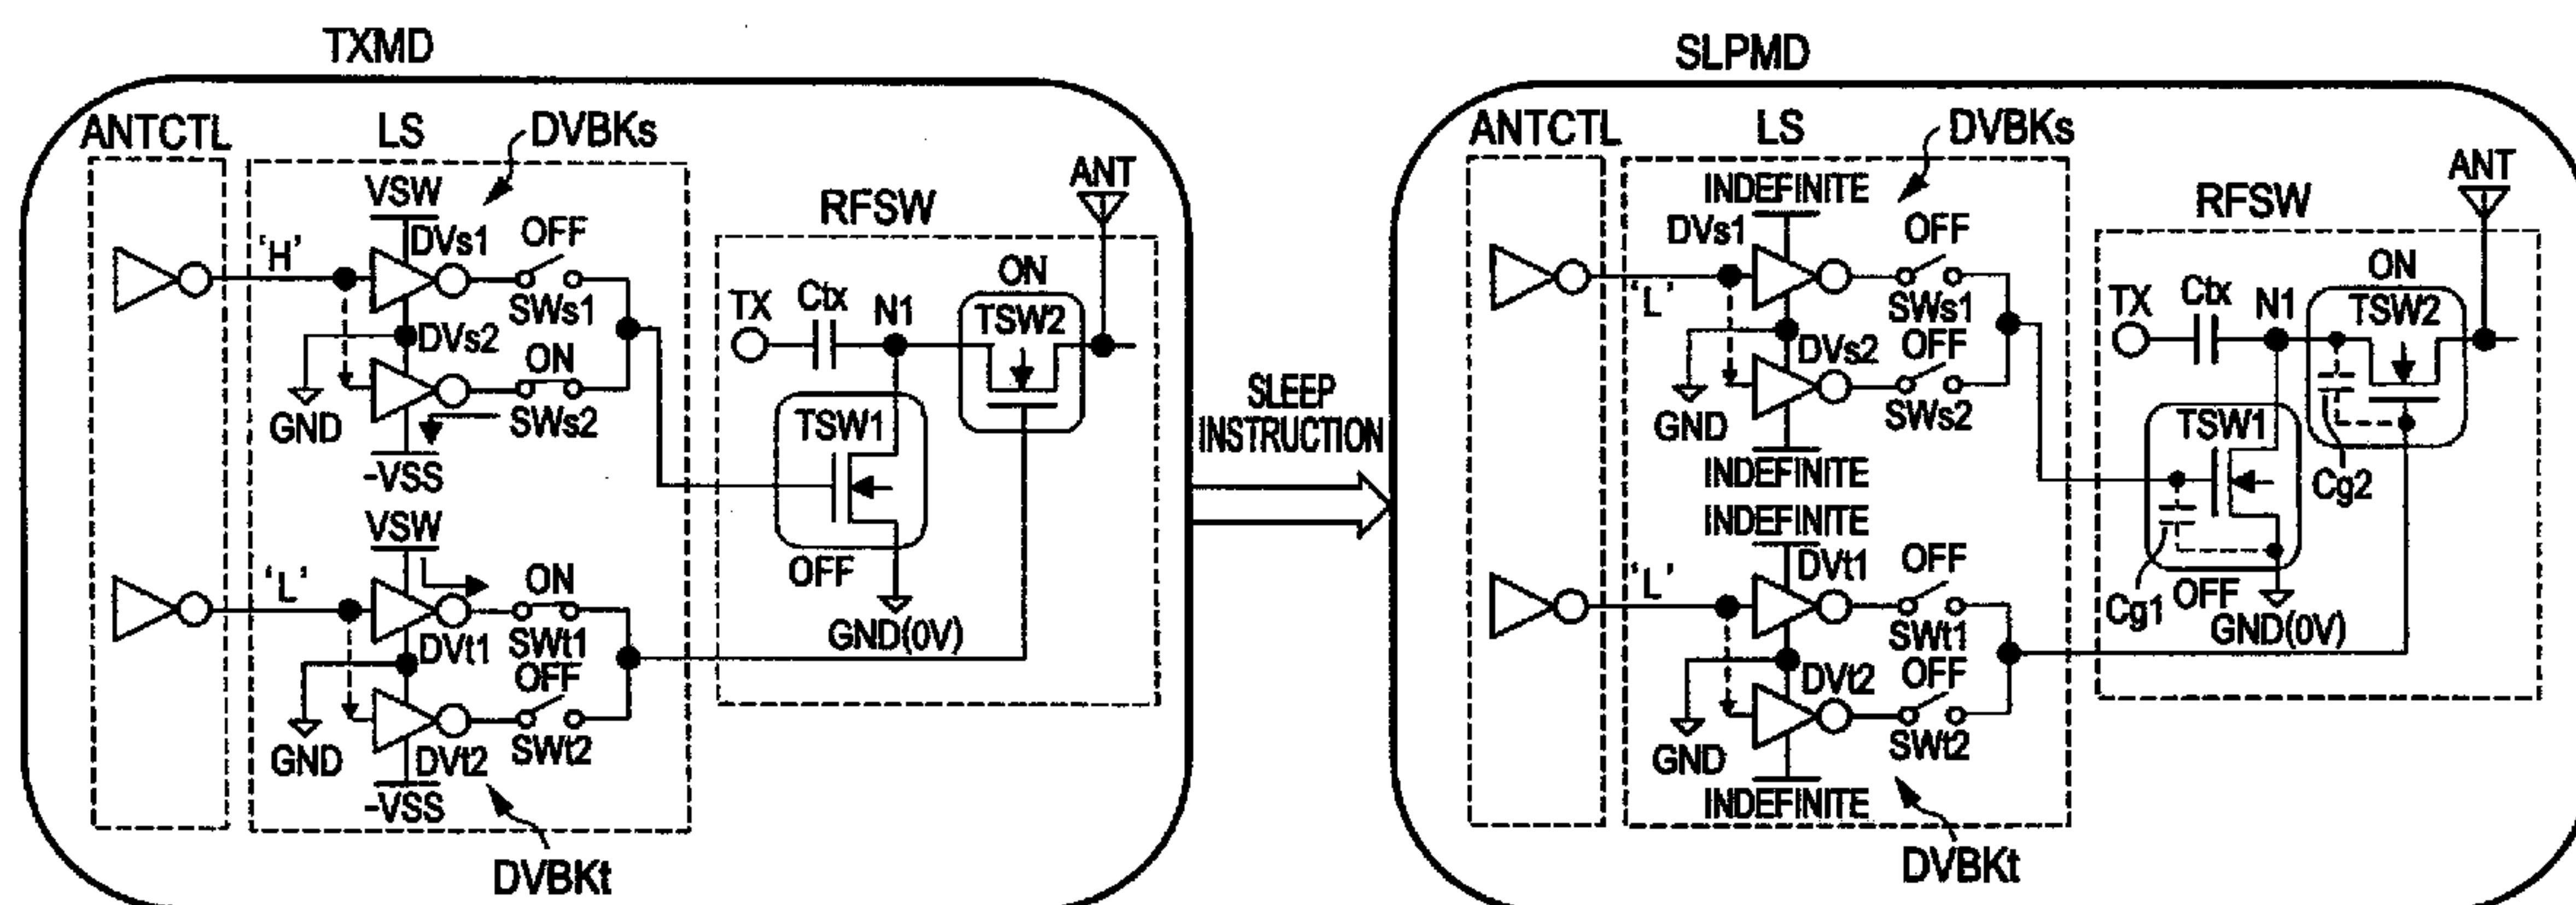 TXMD
ANTCTL
LS
DVBKs
VSW
'H'
DVs1
OFF
SWs1
DVs2
ON
SWs2
GND
-VSS
VSW
'L'
ON
DVt1
SWt1
OFF
SWt2
GND
DVt2
-VSS
DVBKt
RFSW
ANT
ON
TX
Ctx
N1
TSW2
TSW1
OFF
GND(0V)
SLEEP
INSTRUCTION
SLPMD
ANTCTL
LS
DVBKs
INDEFINITE
DVs1
OFF
'L'
SWs1
DVs2
OFF
SWs2
GND
INDEFINITE
INDEFINITE
DVt1
OFF
'L'
SWt1
DVt2
OFF
SWt2
GND
INDEFINITE
DVBKt
RFSW
ANT
ON
TX
Ctx
N1
TSW2
TSW1
Cg2
Cg1
OFF
GND(0V)